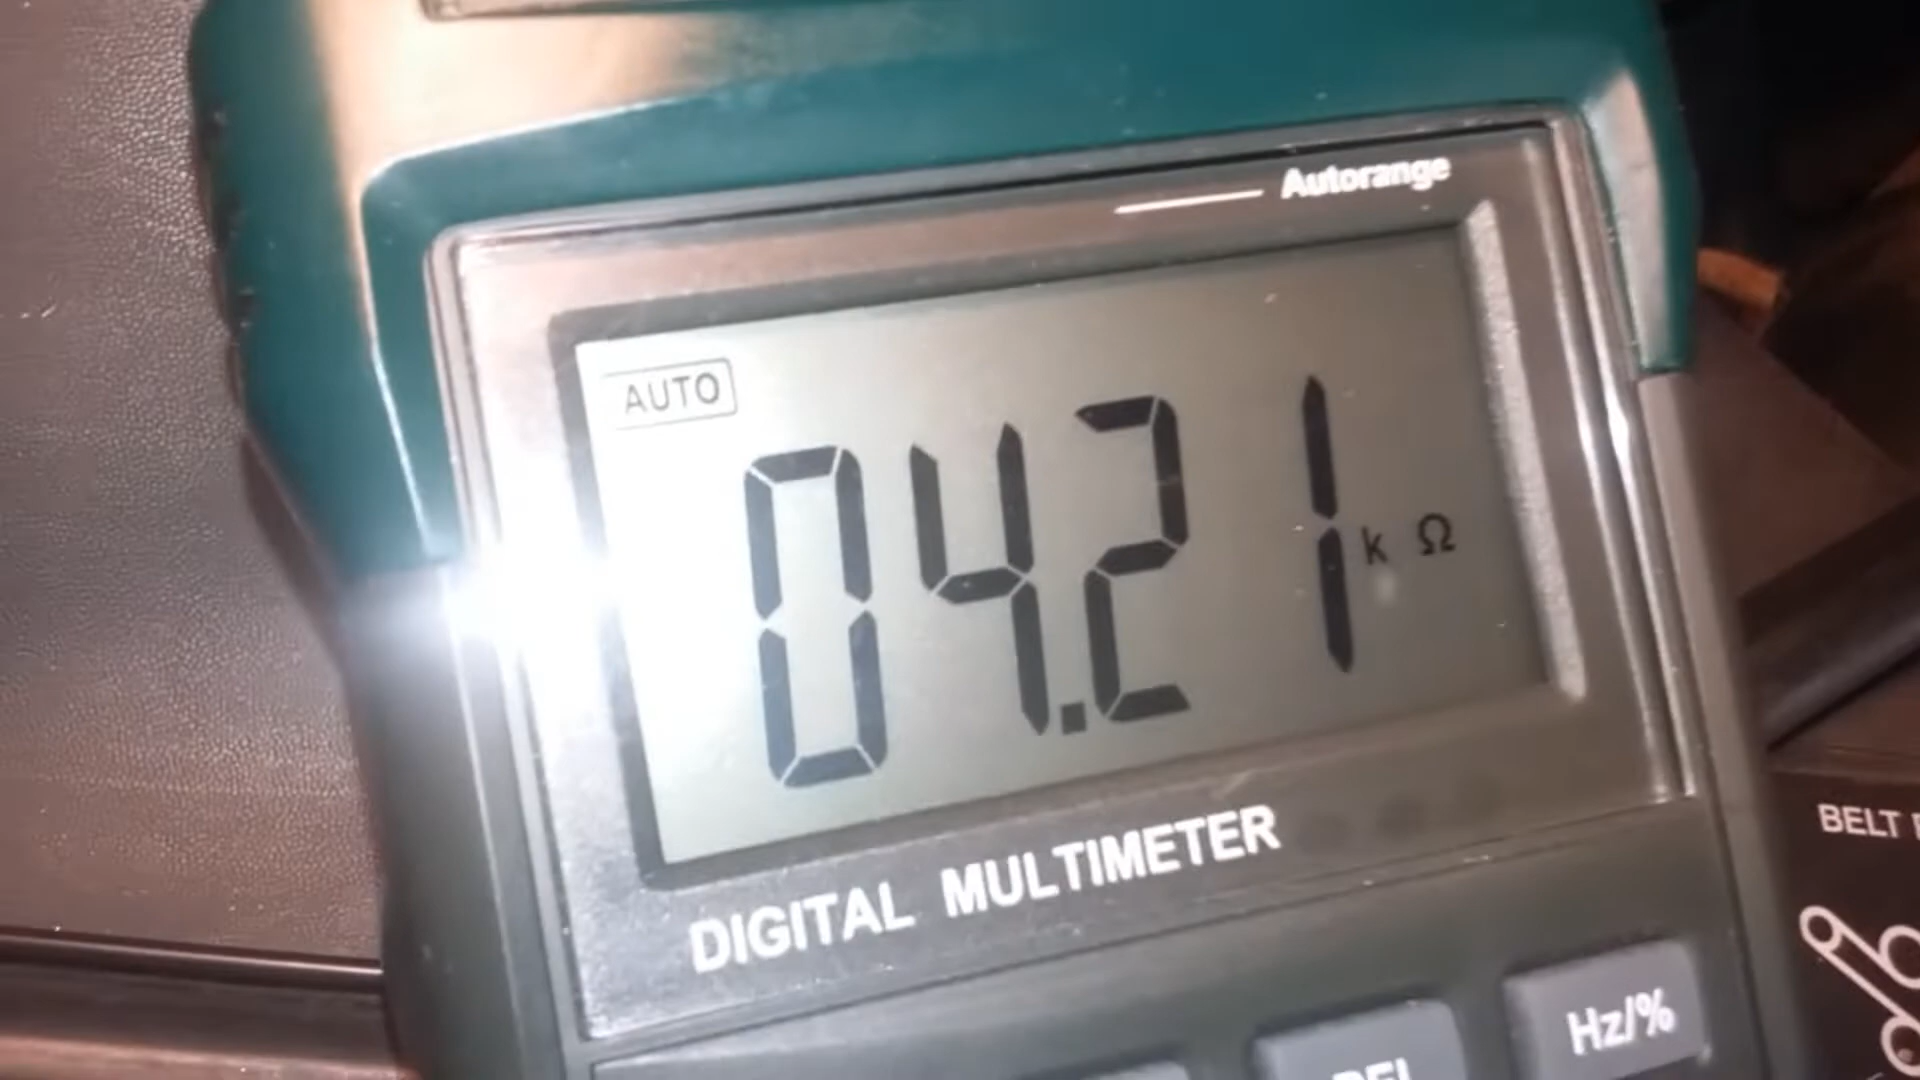 Autorange
AUTO
04.21 k Ω
DIGITAL MULTIMETER
BELT
Hz/%